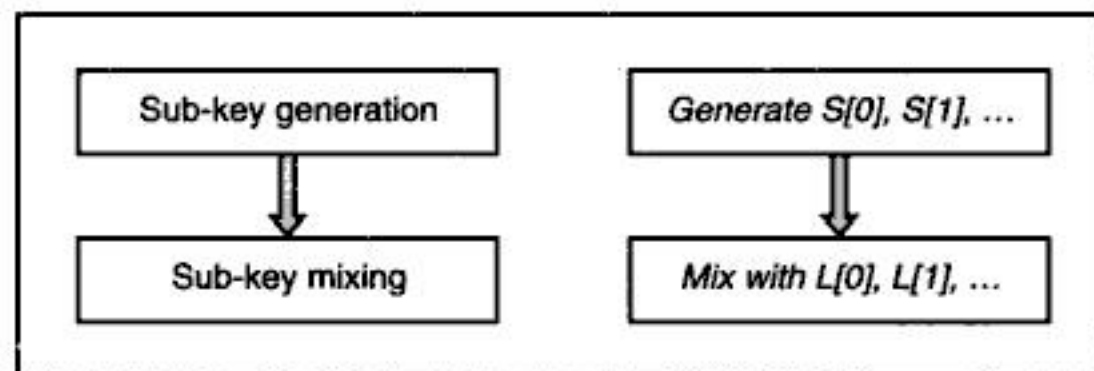 Sub-key generation
Generate S[0], S[1], ...
Sub-key mixing
Mix with L[0], L[1], ...